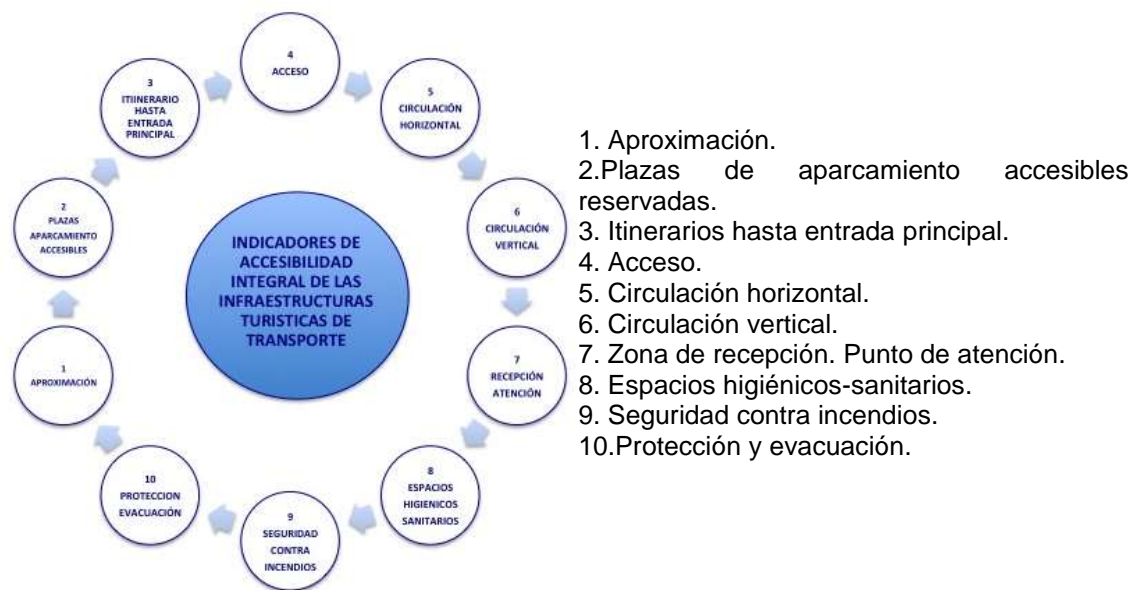 4
ACCESO
5
CIRCULACIÓN
HORIZONTAL
6
CIRCULACIÓN
VERTICAL
7
RECEPCIÓN
ATENCIÓN
8
ESPACIOS
HIGIENICOS
SANITARIOS
9
SEGURIDAD
CONTRA
INCENDIOS
10
PROTECCION
EVACUACIÓN
1
APROXIMACIÓN
2
PLAZAS
APARCAMIENTO
ACCESIBLES
3
ITIINERARIO
HASTA
ENTRADA
PRINCIPAL
INDICADORES DE
ACCESIBILIDAD
INTEGRAL DE LAS
INFRAESTRUCTURAS
TURISTICAS DE
TRANSPORTE
1. Aproximación.
2.Plazas de aparcamiento accesibles
reservadas.
3. Itinerarios hasta entrada principal.
4. Acceso.
5. Circulación horizontal.
6. Circulación vertical.
7. Zona de recepción. Punto de atención.
8. Espacios higiénicos-sanitarios.
9. Seguridad contra incendios.
10.Protección y evacuación.